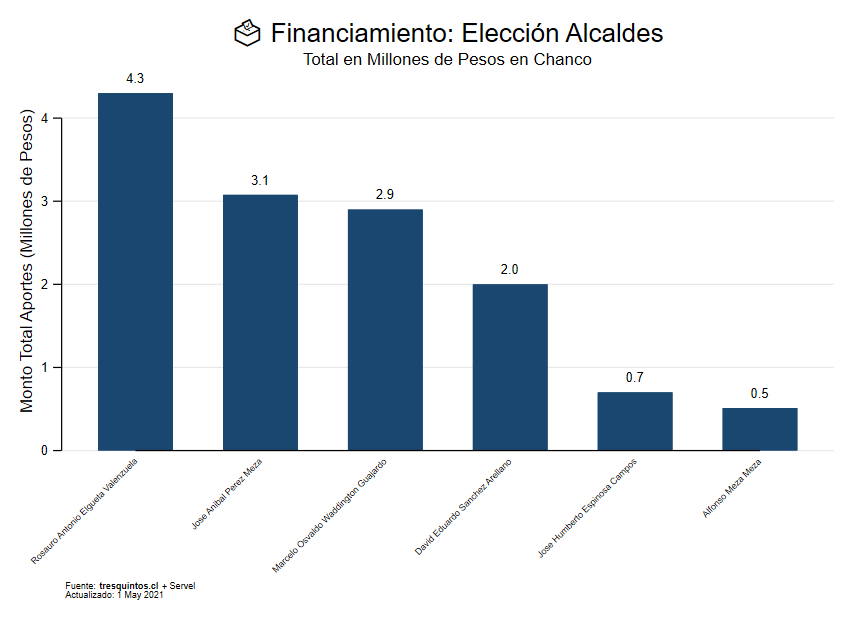 Financiamiento: Elección Alcaldes
Total en Millones de Pesos en Chanco
Monto Total Aportes (Millones de Pesos)
4
3
2
1
0
4.3
3.1
2.9
2.0
0.7
0.5
Rosauro Antonio Elgueta Valenzuela
Jose Anibal Perez Meza
Marcelo Osvaldo Waddington Guajardo
David Eduardo Sanchez Arellano
Jose Humberto Espinosa Campos
Alfonso Meza Meza
Fuente: tresquintos.cl + Servel
Actualizado: 1 May 2021